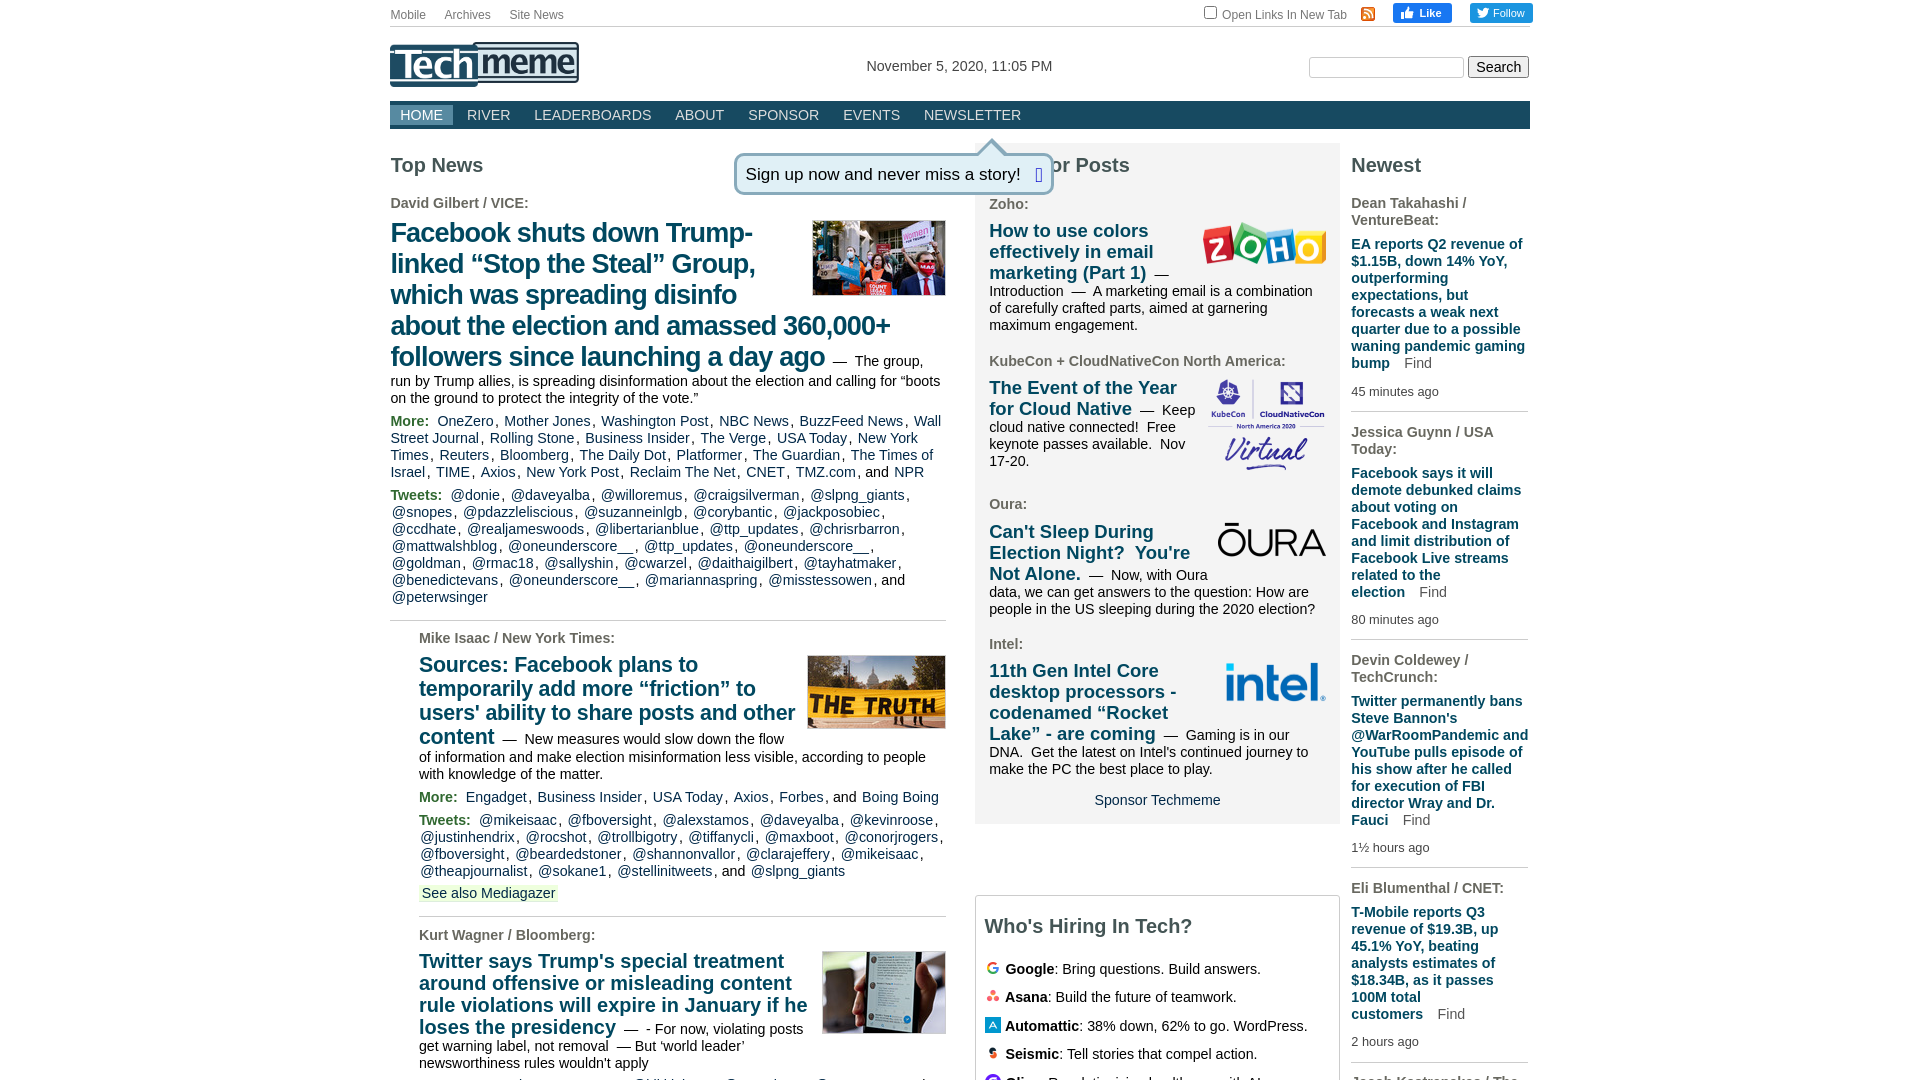 Mobile Archives Site News Open Links In New Tab Like Follow
Techmeme
November 5, 2020, 11:05 PM
Search
HOME RIVER LEADERBOARDS ABOUT SPONSOR EVENTS NEWSLETTER
Sign up now and never miss a story!
Top News
David Gilbert / VICE:
Facebook shuts down Trump-
linked “Stop the Steal” Group,
which was spreading disinfo
about the election and amassed 360,000+
followers since launching a day ago — The group,
run by Trump allies, is spreading disinformation about the election and calling for “boots
on the ground to protect the integrity of the vote.”
More: OneZero, Mother Jones, Washington Post, NBC News, BuzzFeed News, Wall
Street Journal, Rolling Stone, Business Insider, The Verge, USA Today, New York
Times, Reuters, Bloomberg, The Daily Dot, Platformer, The Guardian, The Times of
Israel, TIME, Axios, New York Post, Reclaim The Net, CNET, TMZ.com, and NPR
Tweets: @donie, @daveyalba, @willoremus, @craigsilverman, @slpng_giants,
@snopes, @pdazzleliscious, @suzanneinlgb, @corybantic, @jackposobiec,
@ccdhate, @realjameswoods, @libertarianblue, @ttp_updates, @chrisrbarron,
@mattwalshblog, @oneunderscore__, @ttp_updates, @oneunderscore__,
@goldman, @rmac18, @sallyshin, @cwarzel, @daithaigilbert, @tayhatmaker,
@benedictevans, @oneunderscore__, @mariannaspring, @misstessowen, and
@peterwsinger
Mike Isaac / New York Times:
Sources: Facebook plans to
temporarily add more “friction” to
users' ability to share posts and other
content — New measures would slow down the flow
of information and make election misinformation less visible, according to people
with knowledge of the matter.
THE TRUTH
More: Engadget, Business Insider, USA Today, Axios, Forbes, and Boing Boing
Tweets: @mikeisaac, @fboversight, @alexstamos, @daveyalba, @kevinroose,
@justinhendrix, @rocshot, @trollbigotry, @tiffanycli, @maxboot, @conorjrogers,
@fboversight, @beardedstoner, @shannonvallor, @clarajeffery, @mikeisaac,
@theapjournalist, @sokane1, @stellinitweets, and @slpng_giants
See also Mediagazer
Kurt Wagner / Bloomberg:
Twitter says Trump's special treatment
around offensive or misleading content
rule violations will expire in January if he
loses the presidency — - For now, violating posts
get warning label, not removal — But ‘world leader’
newsworthiness rules wouldn't apply
or Posts
Zoho:
How to use colors
effectively in email
marketing (Part 1) —
Introduction — A marketing email is a combination
of carefully crafted parts, aimed at garnering
maximum engagement.
ZOHO
KubeCon + CloudNativeCon North America:
The Event of the Year
for Cloud Native — Keep
cloud native connected! Free
keynote passes available. Nov
17-20.
KubeCon CloudNativeCon
North America 2020
Virtual
Oura:
Can't Sleep During
Election Night? You're
Not Alone. — Now, with Oura
data, we can get answers to the question: How are
people in the US sleeping during the 2020 election?
ŌURA
Intel:
11th Gen Intel Core
desktop processors -
codenamed “Rocket
Lake” - are coming — Gaming is in our
DNA. Get the latest on Intel's continued journey to
make the PC the best place to play.
intel.
Sponsor Techmeme
Who's Hiring In Tech?
Google: Bring questions. Build answers.
Asana: Build the future of teamwork.
Automattic: 38% down, 62% to go. WordPress.
Seismic: Tell stories that compel action.
Newest
Dean Takahashi /
VentureBeat:
EA reports Q2 revenue of
$1.15B, down 14% YoY,
outperforming
expectations, but
forecasts a weak next
quarter due to a possible
waning pandemic gaming
bump Find
45 minutes ago
Jessica Guynn / USA
Today:
Facebook says it will
demote debunked claims
about voting on
Facebook and Instagram
and limit distribution of
Facebook Live streams
related to the
election Find
80 minutes ago
Devin Coldewey /
TechCrunch:
Twitter permanently bans
Steve Bannon's
@WarRoomPandemic and
YouTube pulls episode of
his show after he called
for execution of FBI
director Wray and Dr.
Fauci Find
1½ hours ago
Eli Blumenthal / CNET:
T-Mobile reports Q3
revenue of $19.3B, up
45.1% YoY, beating
analysts estimates of
$18.34B, as it passes
100M total
customers Find
2 hours ago